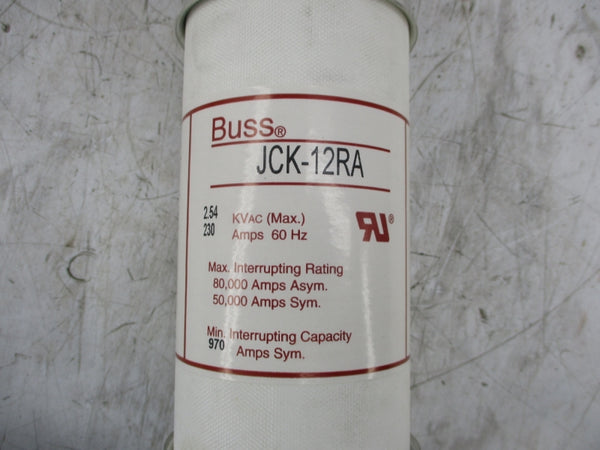 Buss®
JCK-12RA
2.54 KVAC (Max.)
230 Amps 60 Hz
RU®
Max. Interrupting Rating
80,000 Amps Asym.
50,000 Amps Sym.
Min. Interrupting Capacity
970 Amps Sym.